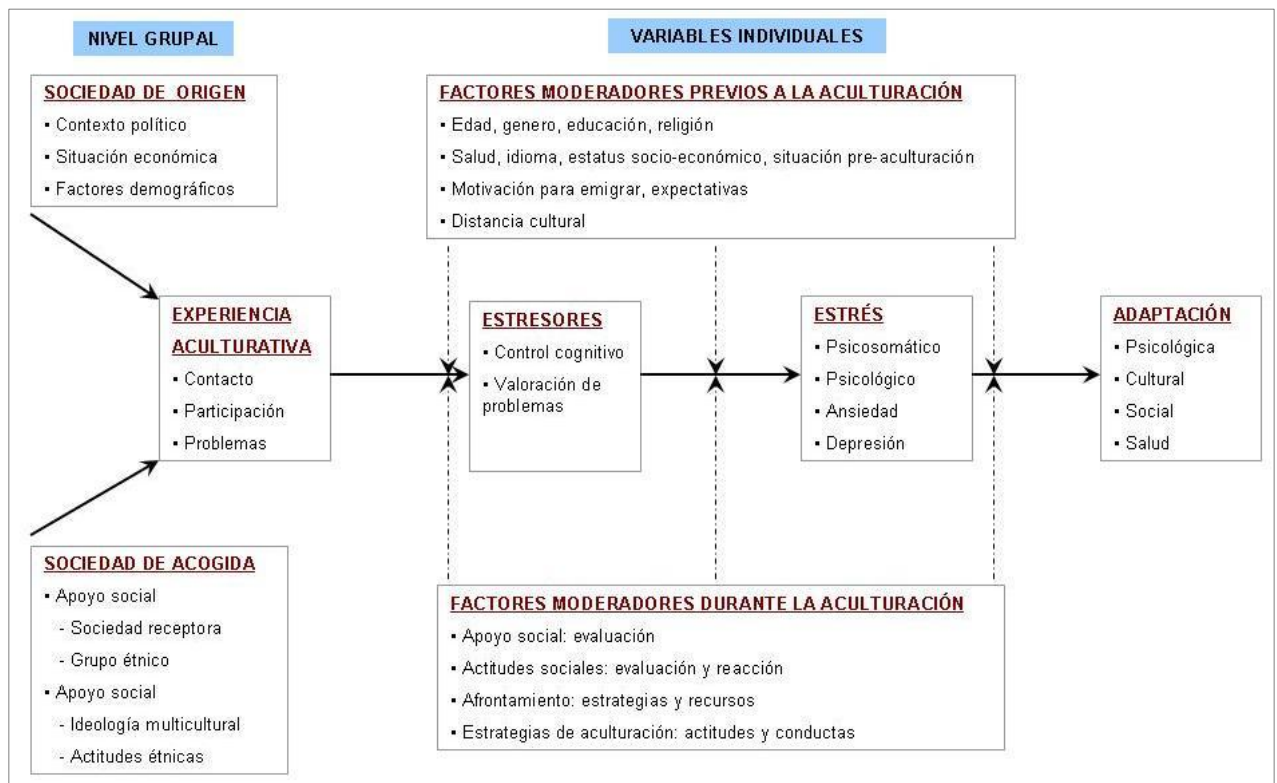 NIVEL GRUPAL
VARIABLES INDIVIDUALES
SOCIEDAD DE ORIGEN
▪ Contexto político
▪ Situación económica
▪ Factores demográficos
FACTORES MODERADORES PREVIOS A LA ACULTURACIÓN
▪ Edad, genero, educación, religión
▪ Salud, idioma, estatus socio-económico, situación pre-aculturación
▪ Motivación para emigrar, expectativas
▪ Distancia cultural
EXPERIENCIA
ACULTURATIVA
▪ Contacto
▪ Participación
▪ Problemas
ESTRESORES
▪ Control cognitivo
▪ Valoración de
problemas
ESTRÉS
▪ Psicosomático
▪ Psicológico
▪ Ansiedad
▪ Depresión
ADAPTACIÓN
▪ Psicológica
▪ Cultural
▪ Social
▪ Salud
SOCIEDAD DE ACOGIDA
▪ Apoyo social
- Sociedad receptora
- Grupo étnico
▪ Apoyo social
- Ideología multicultural
- Actitudes étnicas
FACTORES MODERADORES DURANTE LA ACULTURACIÓN
▪ Apoyo social: evaluación
▪ Actitudes sociales: evaluación y reacción
▪ Afrontamiento: estrategias y recursos
▪ Estrategias de aculturación: actitudes y conductas